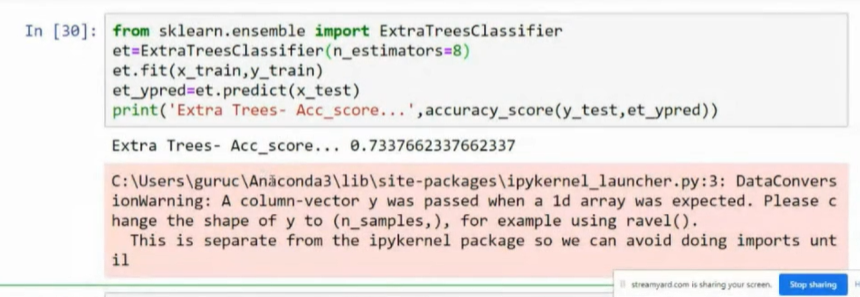 In [30]: from sklearn.ensemble import ExtraTreesClassifier
et=ExtraTreesClassifier(n_estimators=8)
et.fit(x_train,y_train)
et_ypred=et.predict(x_test)
print('Extra Trees- Acc_score...',accuracy_score(y_test,et_ypred))
Extra Trees- Acc_score... 0.7337662337662337
C:\Users\guruc\Anaconda3\lib\site-packages\ipykernel_launcher.py:3: DataConvers
ionWarning: A column-vector y was passed when a 1d array was expected. Please c
hange the shape of y to (n_samples,), for example using ravel().
This is separate from the ipykernel package so we can avoid doing imports unt
il
streamyard.com is sharing your screen. Stop sharing